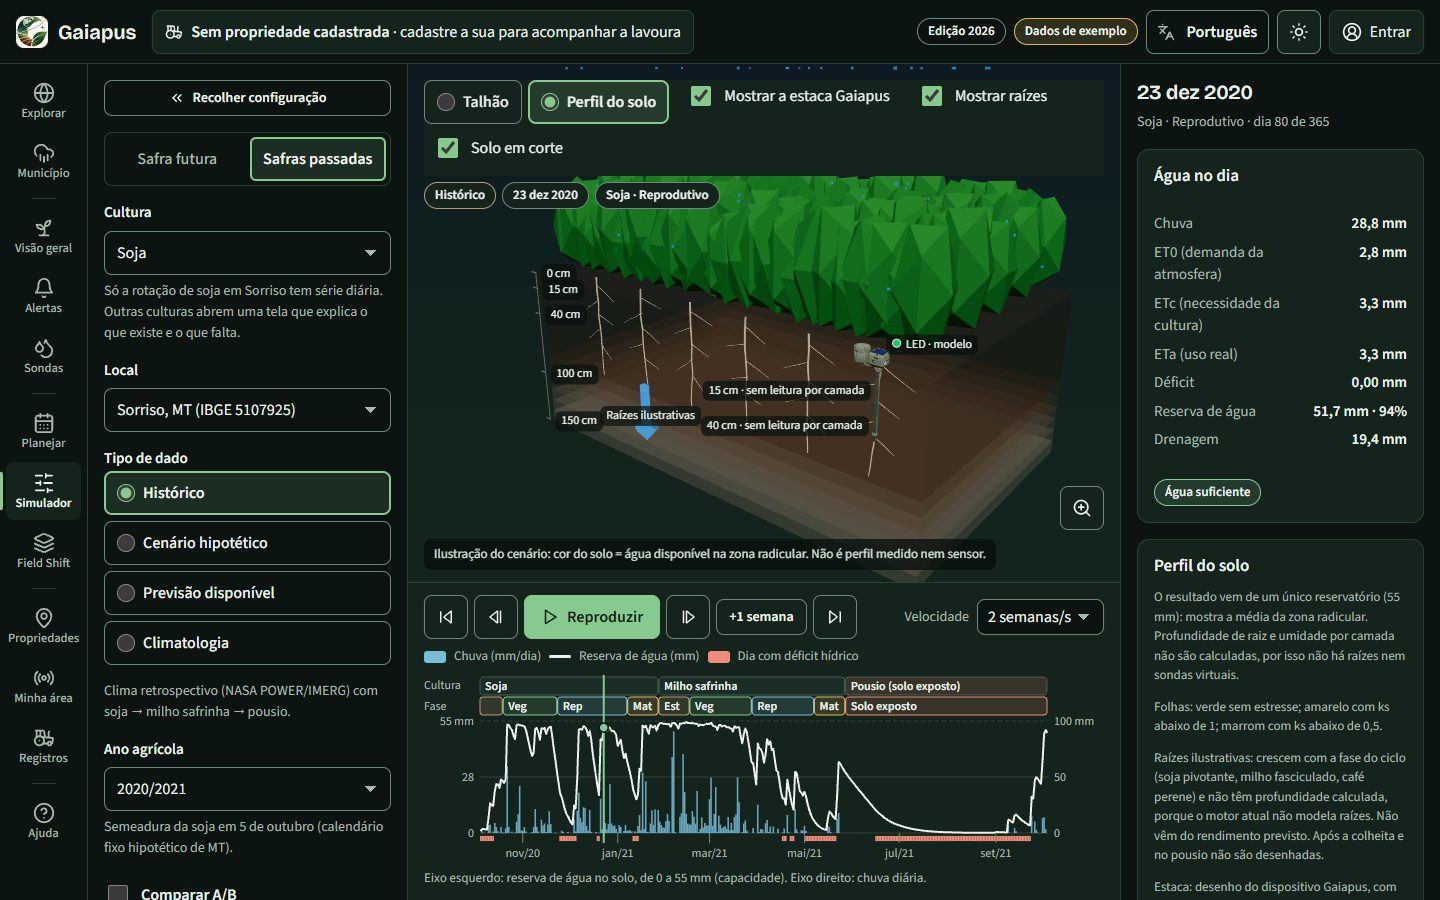 Gaiapus
Sem propriedade cadastrada · cadastre a sua para acompanhar a lavoura
Edição 2026
Dados de exemplo
Português
Entrar
Explorar
Município
Visão geral
Alertas
Sondas
Planejar
Simulador
Field Shift
Propriedades
Minha área
Registros
Ajuda
Recolher configuração
Safra futura
Safras passadas
Cultura
Soja
Só a rotação de soja em Sorriso tem série diária.
Outras culturas abrem uma tela que explica o
que existe e o que falta.
Local
Sorriso, MT (IBGE 5107925)
Tipo de dado
Histórico
Cenário hipotético
Previsão disponível
Climatologia
Clima retrospectivo (NASA POWER/IMERG) com
soja → milho safrinha → pousio.
Ano agrícola
2020/2021
Semeadura da soja em 5 de outubro (calendário
fixo hipotético de MT).
Comparar A/B
Talhão
Perfil do solo
Mostrar a estaca Gaiapus
Mostrar raízes
Solo em corte
Histórico
23 dez 2020
Soja · Reprodutivo
0 cm
15 cm
40 cm
100 cm
150 cm
LED · modelo
15 cm · sem leitura por camada
Raízes ilustrativas
40 cm · sem leitura por camada
Ilustração do cenário: cor do solo = água disponível na zona radicular. Não é perfil medido nem sensor.
Reproduzir
+1 semana
Velocidade
2 semanas/s
Chuva (mm/dia)
Reserva de água (mm)
Dia com déficit hídrico
Cultura
Soja
Milho safrinha
Pousio (solo exposto)
Fase
Veg
Rep
Mat
Est
Veg
Rep
Mat
Solo exposto
55 mm
100 mm
28
50
0
0
nov/20
jan/21
mar/21
mai/21
jul/21
set/21
Eixo esquerdo: reserva de água no solo, de 0 a 55 mm (capacidade). Eixo direito: chuva diária.
23 dez 2020
Soja · Reprodutivo · dia 80 de 365
Água no dia
Chuva 28,8 mm
ET0 (demanda da 2,8 mm
atmosfera)
ETc (necessidade da 3,3 mm
cultura)
ETa (uso real) 3,3 mm
Déficit 0,00 mm
Reserva de água 51,7 mm · 94%
Drenagem 19,4 mm
Água suficiente
Perfil do solo
O resultado vem de um único reservatório (55
mm): mostra a média da zona radicular.
Profundidade de raiz e umidade por camada
não são calculadas, por isso não há raízes nem
sondas virtuais.
Folhas: verde sem estresse; amarelo com ks
abaixo de 1; marrom com ks abaixo de 0,5.
Raízes ilustrativas: crescem com a fase do ciclo
(soja pivotante, milho fasciculado, café
perene) e não têm profundidade calculada,
porque o motor atual não modela raízes. Não
vêm do rendimento previsto. Após a colheita e
no pousio não são desenhadas.
Estaca: desenho do dispositivo Gaiapus, com